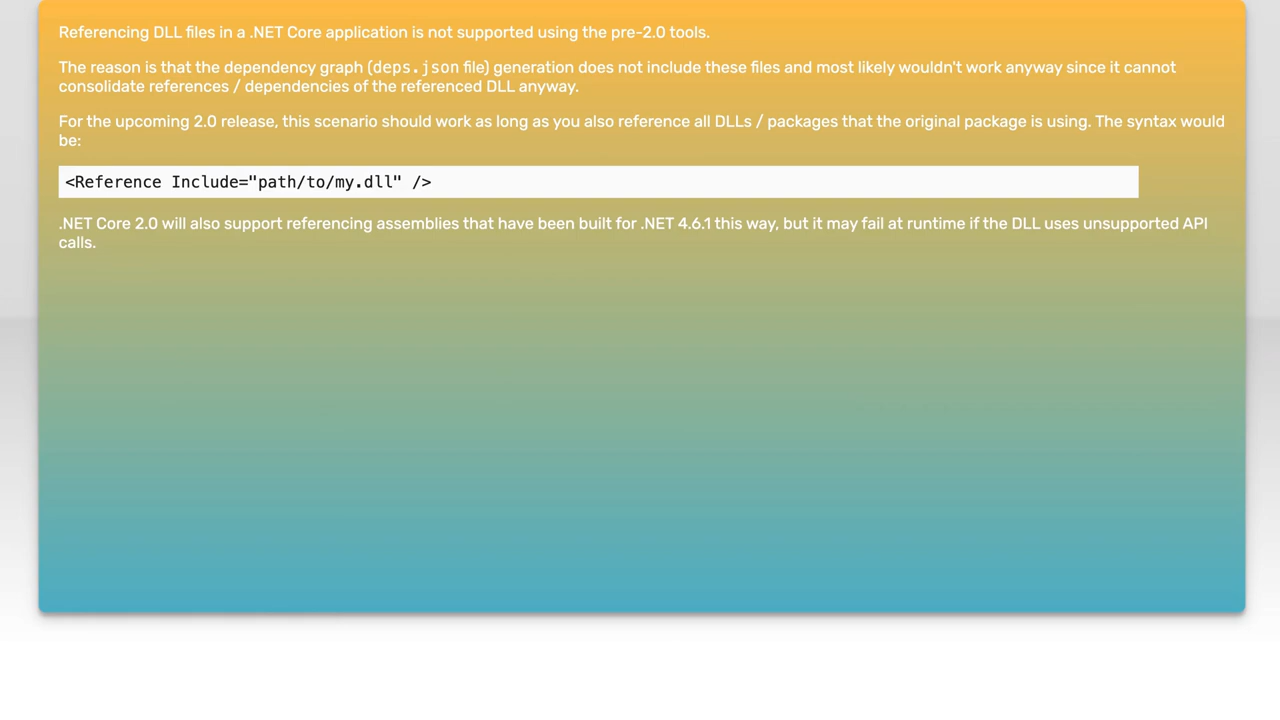 Referencing DLL files in a .NET Core application is not supported using the pre-2.0 tools.
The reason is that the dependency graph (deps.json file) generation does not include these files and most likely wouldn't work anyway since it cannot
consolidate references / dependencies of the referenced DLL anyway.
For the upcoming 2.0 release, this scenario should work as long as you also reference all DLLs / packages that the original package is using. The syntax would
be:
<Reference Include="path/to/my.dll" />
.NET Core 2.0 will also support referencing assemblies that have been built for .NET 4.6.1 this way, but it may fail at runtime if the DLL uses unsupported API
calls.